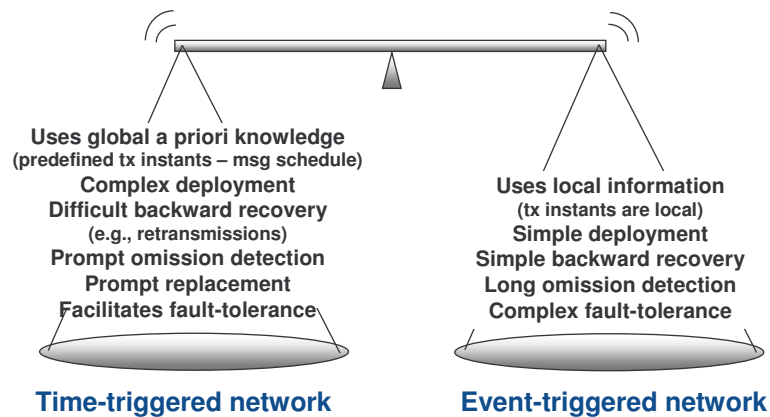 Uses global a priori knowledge
(predefined tx instants – msg schedule)
Complex deployment
Difficult backward recovery
(e.g., retransmissions)
Prompt omission detection
Prompt replacement
Facilitates fault-tolerance
Time-triggered network
Uses local information
(tx instants are local)
Simple deployment
Simple backward recovery
Long omission detection
Complex fault-tolerance
Event-triggered network